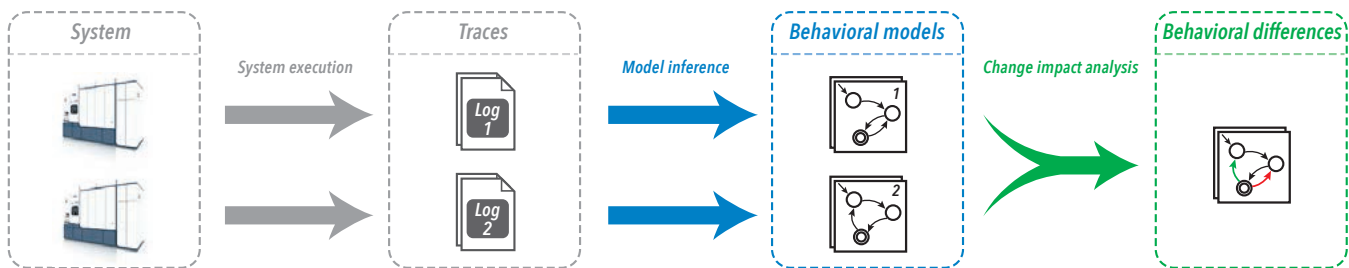 System
System execution
Traces
Model inference
Behavioral models
Change impact analysis
Behavioral differences
Log
1
Log
2
1
2